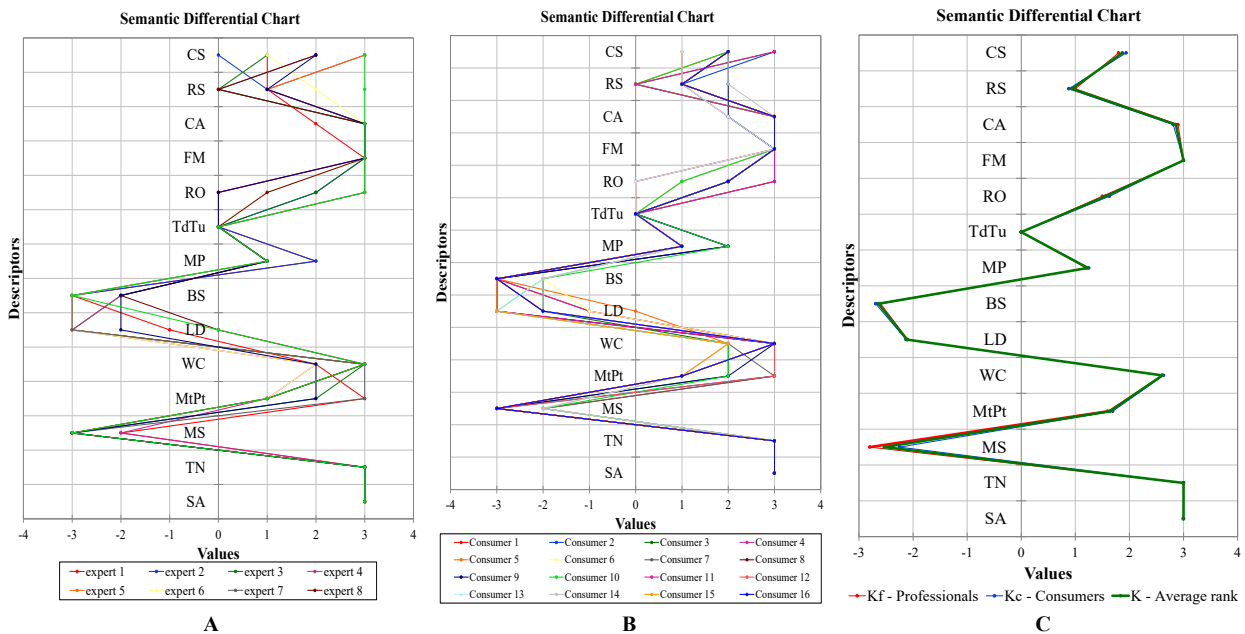 Semantic Differential Chart
CS
RS
CA
FM
RO
TdTu
MP
BS
LD
WC
MtPt
MS
TN
SA
Descriptors
-4 -3 -2 -1 0 1 2 3 4
Values
expert 1 expert 2 expert 3 expert 4
expert 5 expert 6 expert 7 expert 8
A
Semantic Differential Chart
CS
RS
CA
FM
RO
TdTu
MP
BS
LD
WC
MtPt
MS
TN
SA
Descriptors
-4 -3 -2 -1 0 1 2 3 4
Values
Consumer 1 Consumer 2 Consumer 3 Consumer 4
Consumer 5 Consumer 6 Consumer 7 Consumer 8
Consumer 9 Consumer 10 Consumer 11 Consumer 12
Consumer 13 Consumer 14 Consumer 15 Consumer 16
B
Semantic Differential Chart
CS
RS
CA
FM
RO
TdTu
MP
BS
LD
WC
MtPt
MS
TN
SA
Descriptors
-3 -2 -1 0 1 2 3 4
Values
Kf - Professionals Kc - Consumers K - Average rank
C